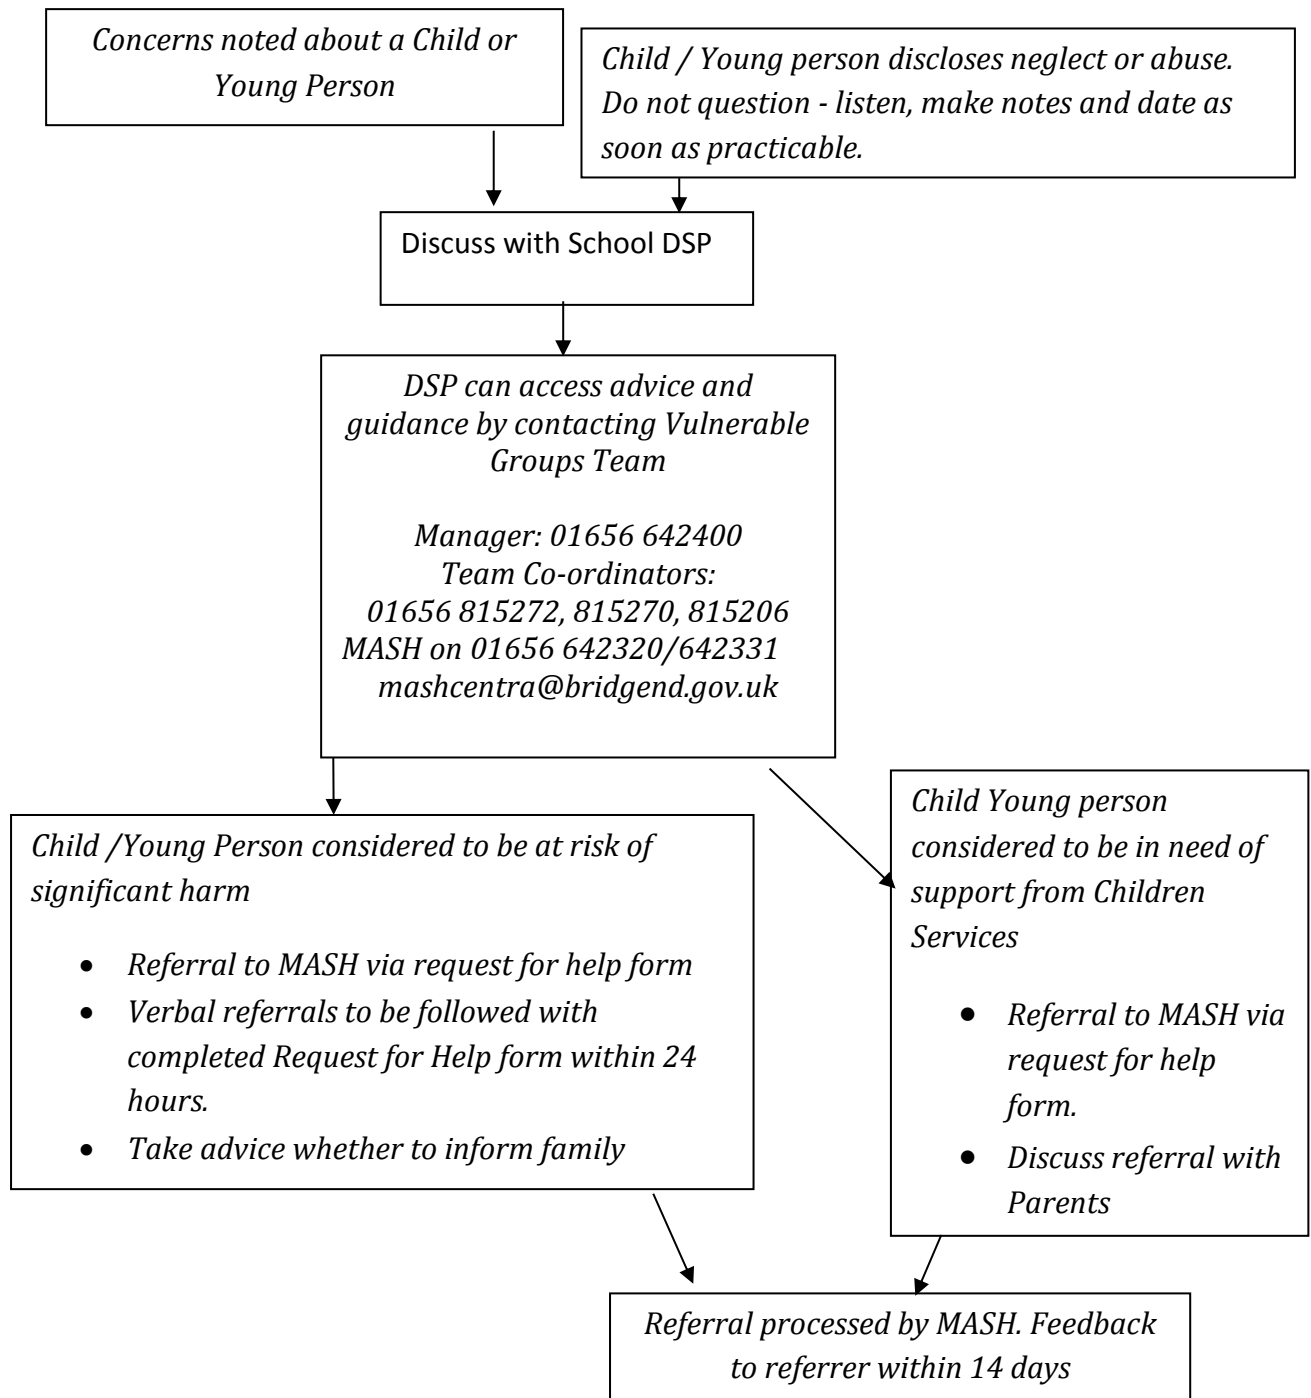 Concerns noted about a Child or
Young Person
Child / Young person discloses neglect or abuse.
Do not question - listen, make notes and date as
soon as practicable.
Discuss with School DSP
DSP can access advice and
guidance by contacting Vulnerable
Groups Team
Manager: 01656 642400
Team Co-ordinators:
01656 815272, 815270, 815206
MASH on 01656 642320/642331
mashcentra@bridgend.gov.uk
Child /Young Person considered to be at risk of
significant harm
• Referral to MASH via request for help form
• Verbal referrals to be followed with
completed Request for Help form within 24
hours.
• Take advice whether to inform family
Child Young person
considered to be in need of
support from Children
Services
• Referral to MASH via
request for help
form.
• Discuss referral with
Parents
Referral processed by MASH. Feedback
to referrer within 14 days